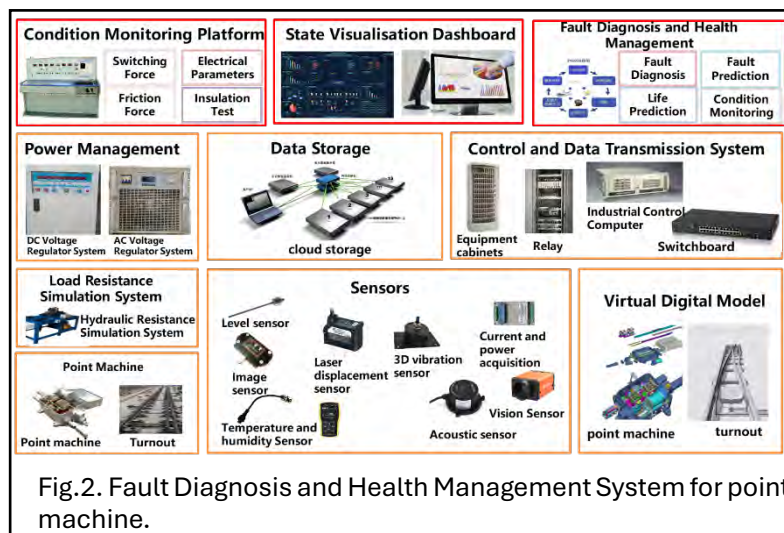 Condition Monitoring Platform
Switching
Force
Electrical
Parameters
Friction
Force
Insulation
Test
State Visualisation Dashboard
Fault Diagnosis and Health
Management
Fault
Diagnosis
Fault
Prediction
Life
Prediction
Condition
Monitoring
Power Management
DC Voltage
Regulator System
AC Voltage
Regulator System
Data Storage
cloud storage
Control and Data Transmission System
Equipment
cabinets
Relay
Industrial Control
Computer
Switchboard
Load Resistance
Simulation System
Hydraulic Resistance
Simulation System
Point Machine
Point machine
Turnout
Sensors
Level sensor
Image
sensor
Laser
displacement
sensor
3D vibration
sensor
Current and
power
acquisition
Temperature and
humidity Sensor
Acoustic sensor
Vision Sensor
Virtual Digital Model
point machine
turnout
Fig.2. Fault Diagnosis and Health Management System for point
machine.